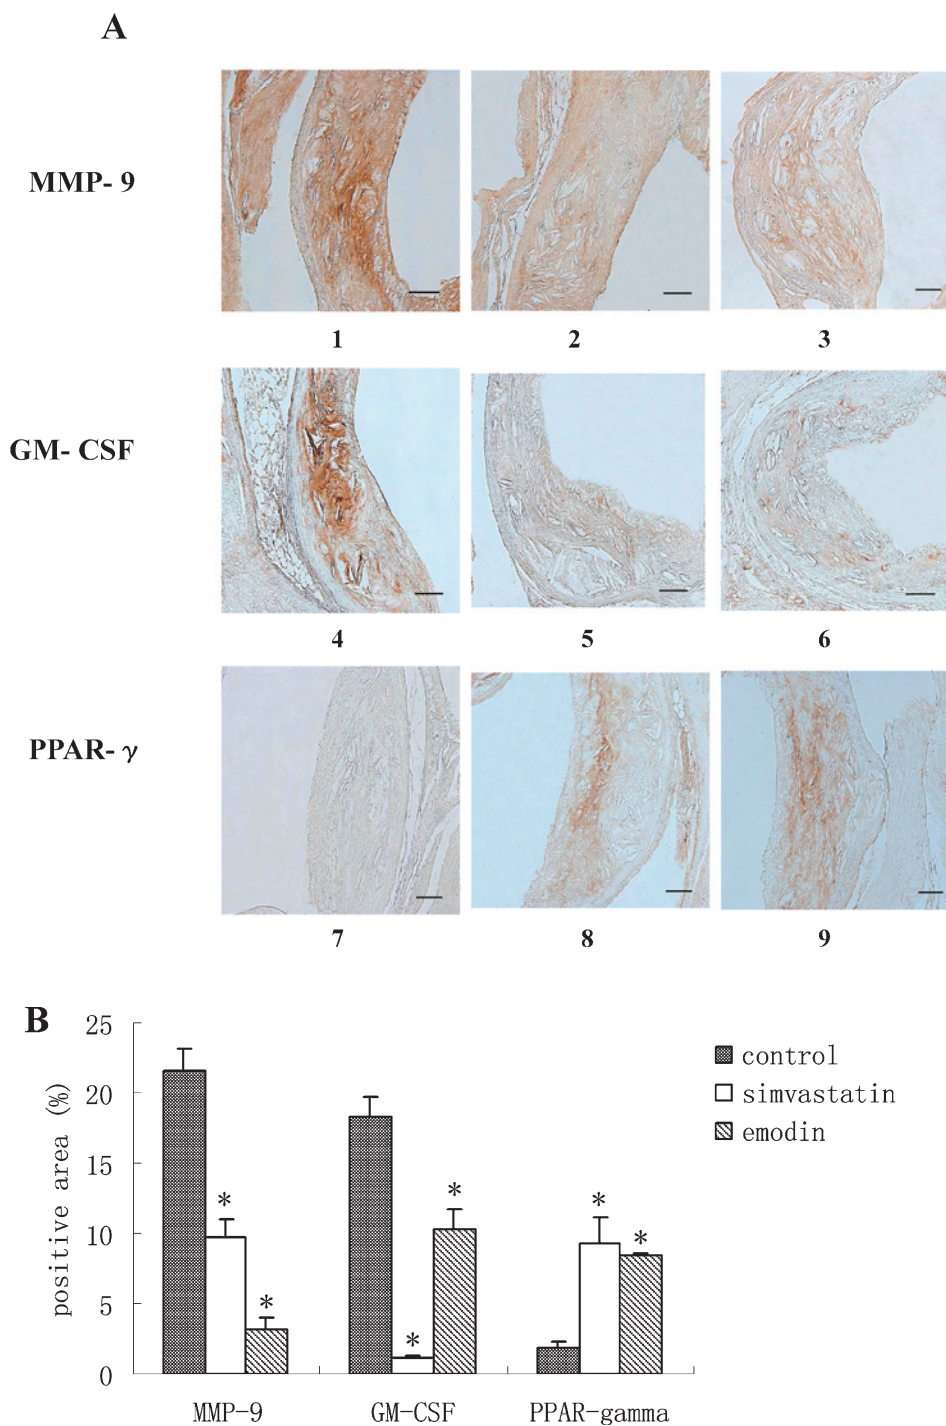 A
MMP- 9
1 2 3
GM- CSF
4 5 6
PPAR- γ
7 8 9
B
positive area (%)
25
20
15
10
5
0
* * * * * *
control
simvastatin
emodin
MMP-9 GM-CSF PPAR-gamma